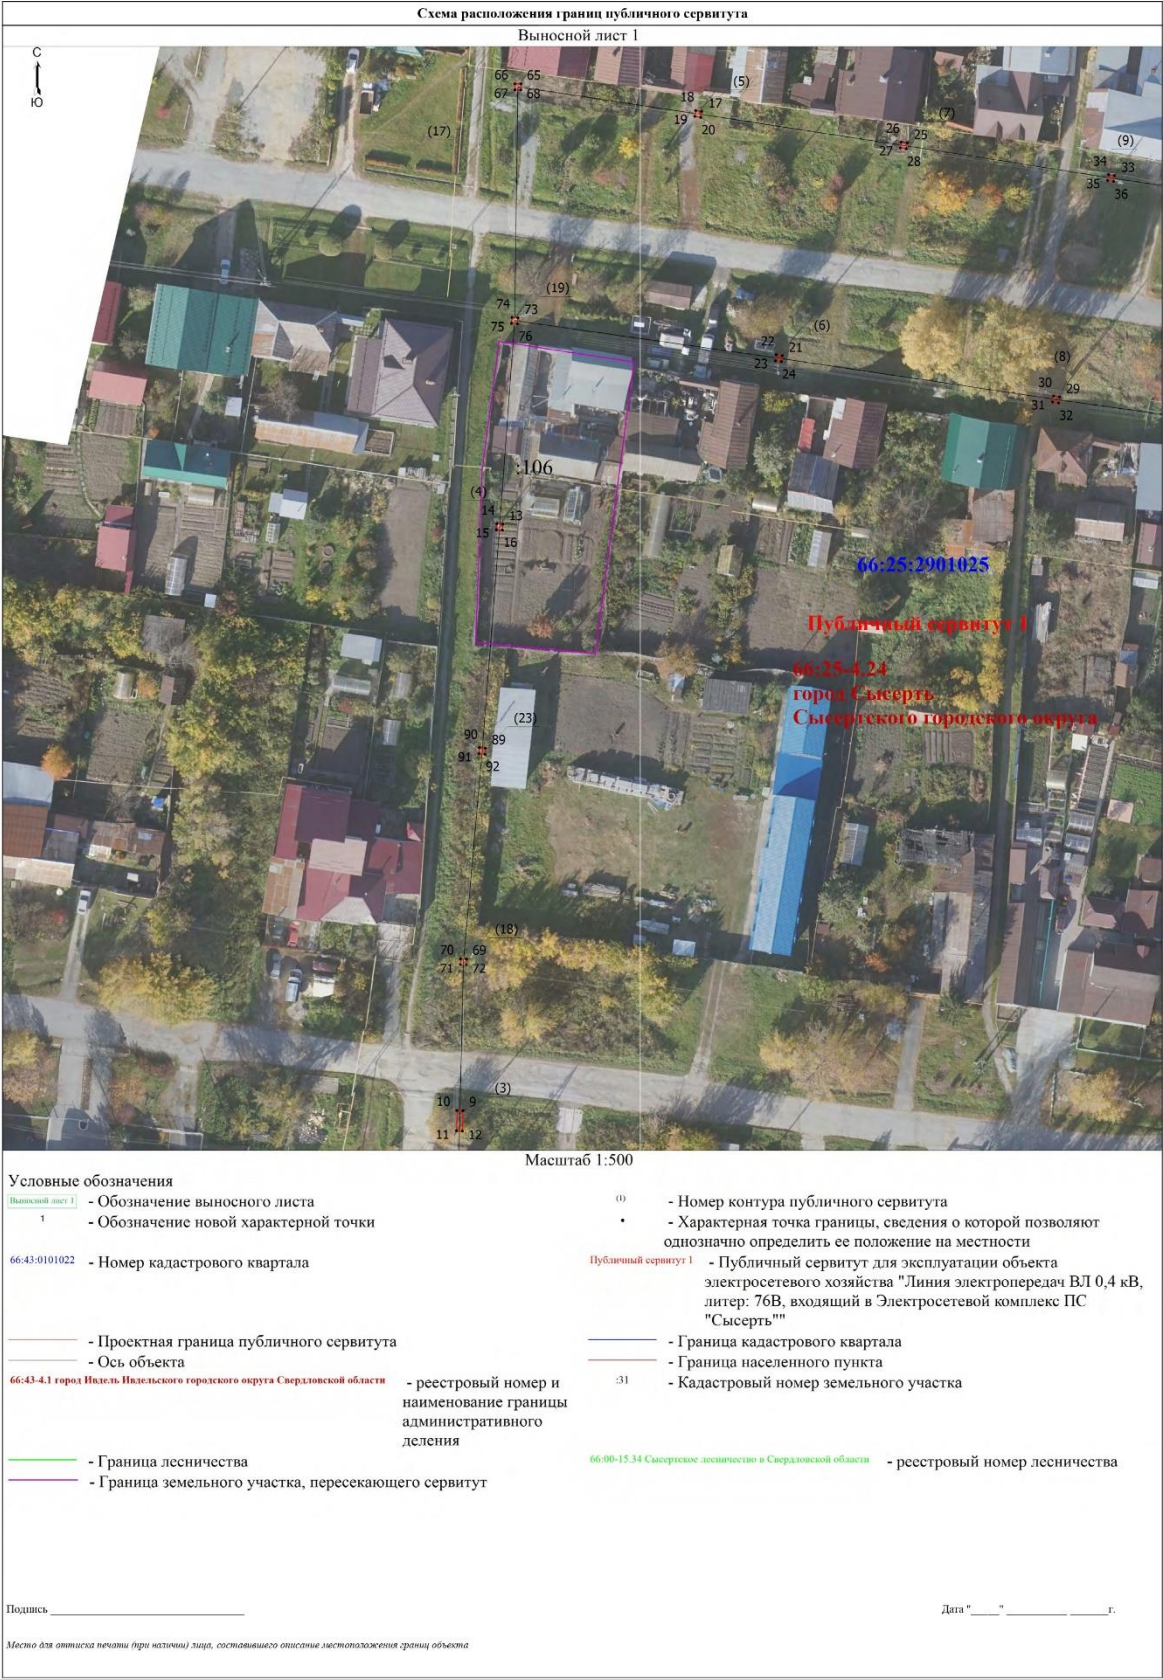 Схема расположения границ публичного сервитута
Выносной лист 1
С
Ю
66 65
67 68
(5)
18 17
19 20
(17)
(7)
26 25
27 28
(9)
34 33
35 36
(19)
74 73
75 76
(6)
22 21
23 24
(8)
30 29
31 32
:106
(4)
14 13
15 16
66:25:2901025
Публичный сервитут 1
66:25-4.24
город Сысерть
Сысертского городского округа
(23)
90 89
91 92
(18)
70 69
71 72
(3)
10 9
11 12
Масштаб 1:500
Условные обозначения
Выносной лист 1 - Обозначение выносного листа
1 - Обозначение новой характерной точки
66:43:0101022 - Номер кадастрового квартала
- Проектная граница публичного сервитута
- Ось объекта
66:43-4.1 город Ивдель Ивдельского городского округа Свердловской области - реестровый номер и
наименование границы
административного
деления
- Граница лесничества
- Граница земельного участка, пересекающего сервитут
(1) - Номер контура публичного сервитута
- Характерная точка границы, сведения о которой позволяют
однозначно определить ее положение на местности
Публичный сервитут 1 - Публичный сервитут для эксплуатации объекта
электросетевого хозяйства "Линия электропередач ВЛ 0,4 кВ,
литер: 76В, входящий в Электросетевой комплекс ПС
"Сысерть""
- Граница кадастрового квартала
- Граница населенного пункта
:31 - Кадастровый номер земельного участка
66:00-15.34 Сысертское лесничество в Свердловской области - реестровый номер лесничества
Подпись ____________________
Дата "_____" ___________ _______г.
Место для оттиска печати (при наличии) лица, составившего описание местоположения границ объекта